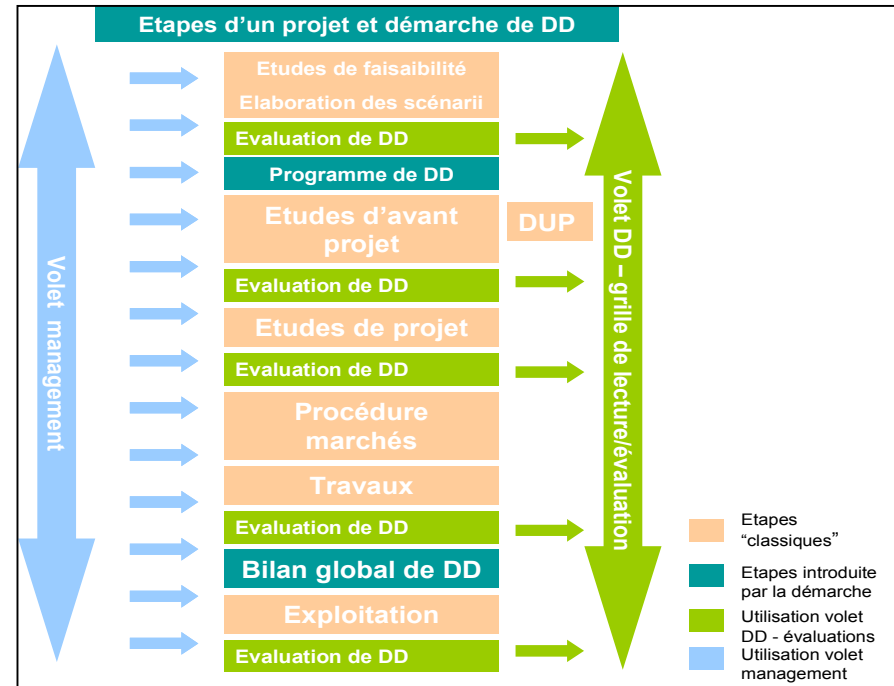 Etapes d'un projet et démarche de DD
Volet management
Etudes de faisaibilité
Elaboration des scénarii
Evaluation de DD
Programme de DD
Etudes d'avant
projet
DUP
Evaluation de DD
Etudes de projet
Evaluation de DD
Procédure
marchés
Travaux
Evaluation de DD
Bilan global de DD
Exploitation
Evaluation de DD
Volet DD – grille de lecture/évaluation
Etapes
“classiques”
Etapes introduite
par la démarche
Utilisation volet
DD - évaluations
Utilisation volet
management